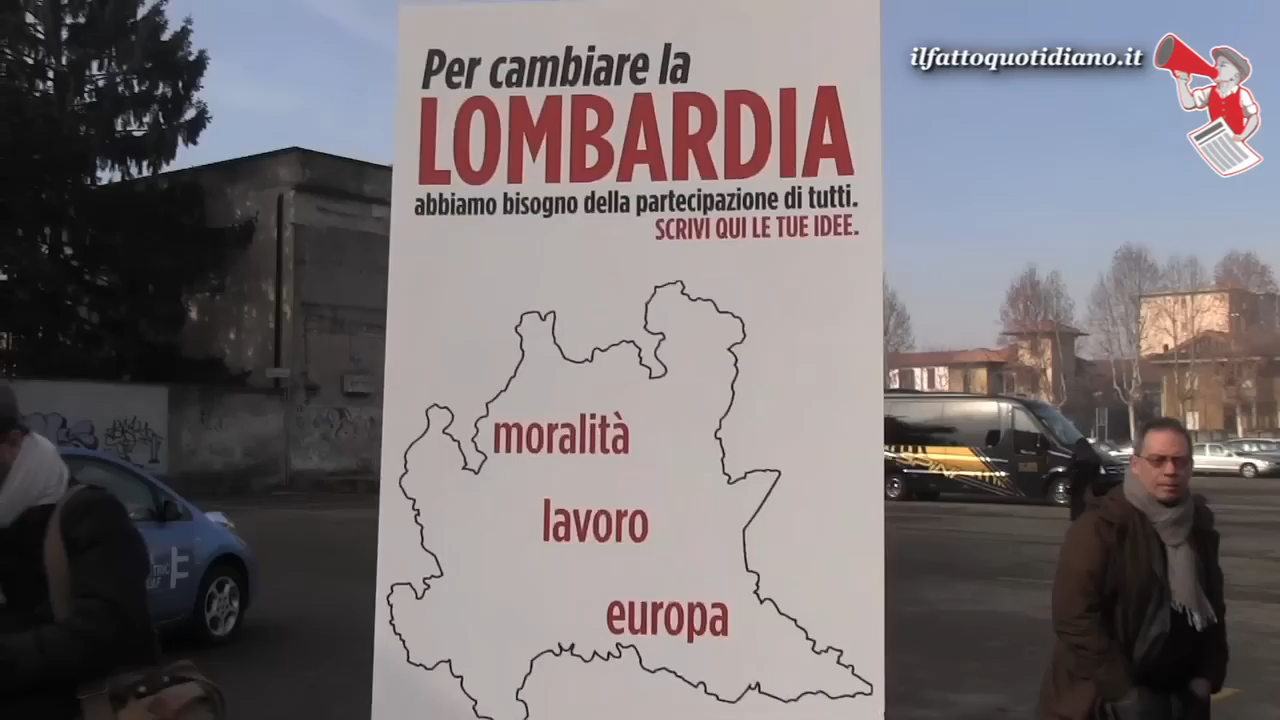 Per cambiare la
LOMBARDIA
abbiamo bisogno della partecipazione di tutti.
SCRIVI QUI LE TUE IDEE.
moralità
lavoro
europa
ilfattoquotidiano.it